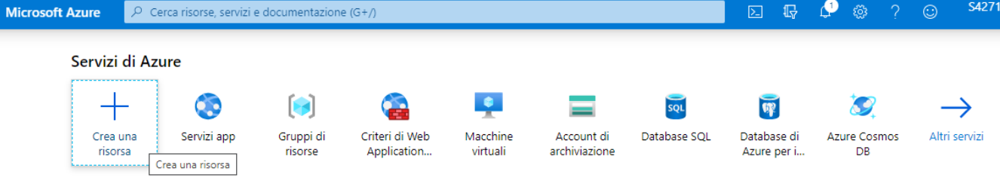 Microsoft Azure
Cerca risorse, servizi e documentazione (G+/)
1
S4271
Servizi di Azure
Crea una
risorsa
Servizi app
Gruppi di
risorse
Criteri di Web
Application...
Macchine
virtuali
Account di
archiviazione
Database SQL
Database di
Azure per i...
Azure Cosmos
DB
Altri servizi
Crea una risorsa
SQL